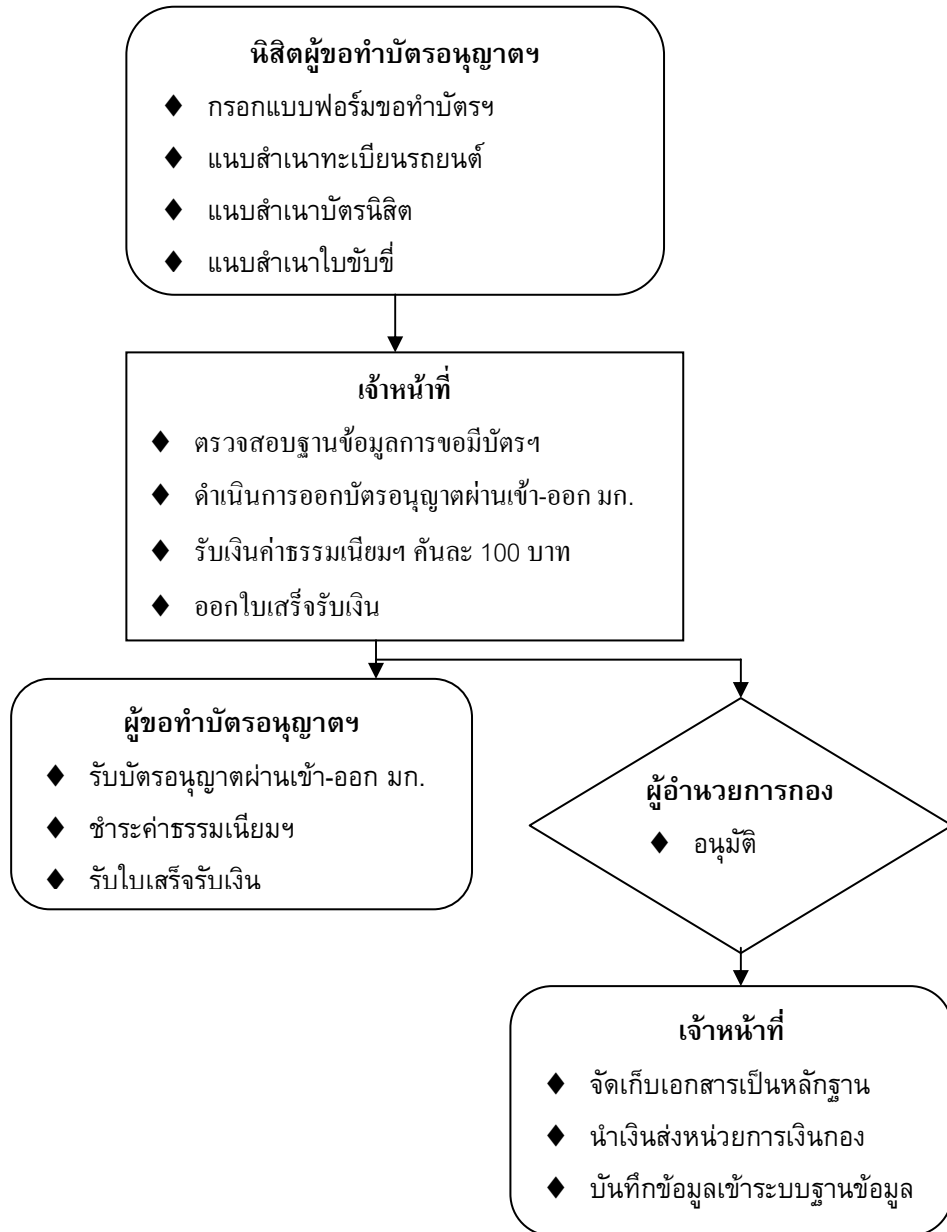 นิสิตผู้ขอทำบัตรอนุญาตฯ
♦ กรอกแบบฟอร์มขอทำบัตรฯ
♦ แนบสำเนาทะเบียนรถยนต์
♦ แนบสำเนาบัตรนิสิต
♦ แนบสำเนาใบขับขี่
เจ้าหน้าที่
♦ ตรวจสอบฐานข้อมูลการขอมีบัตรฯ
♦ ดำเนินการออกบัตรอนุญาตผ่านเข้า-ออก มก.
♦ รับเงินค่าธรรมเนียมฯ คันละ 100 บาท
♦ ออกใบเสร็จรับเงิน
ผู้ขอทำบัตรอนุญาตฯ
♦ รับบัตรอนุญาตผ่านเข้า-ออก มก.
♦ ชำระค่าธรรมเนียมฯ
♦ รับใบเสร็จรับเงิน
ผู้อำนวยการกอง
♦ อนุมัติ
เจ้าหน้าที่
♦ จัดเก็บเอกสารเป็นหลักฐาน
♦ นำเงินส่งหน่วยการเงินกอง
♦ บันทึกข้อมูลเข้าระบบฐานข้อมูล